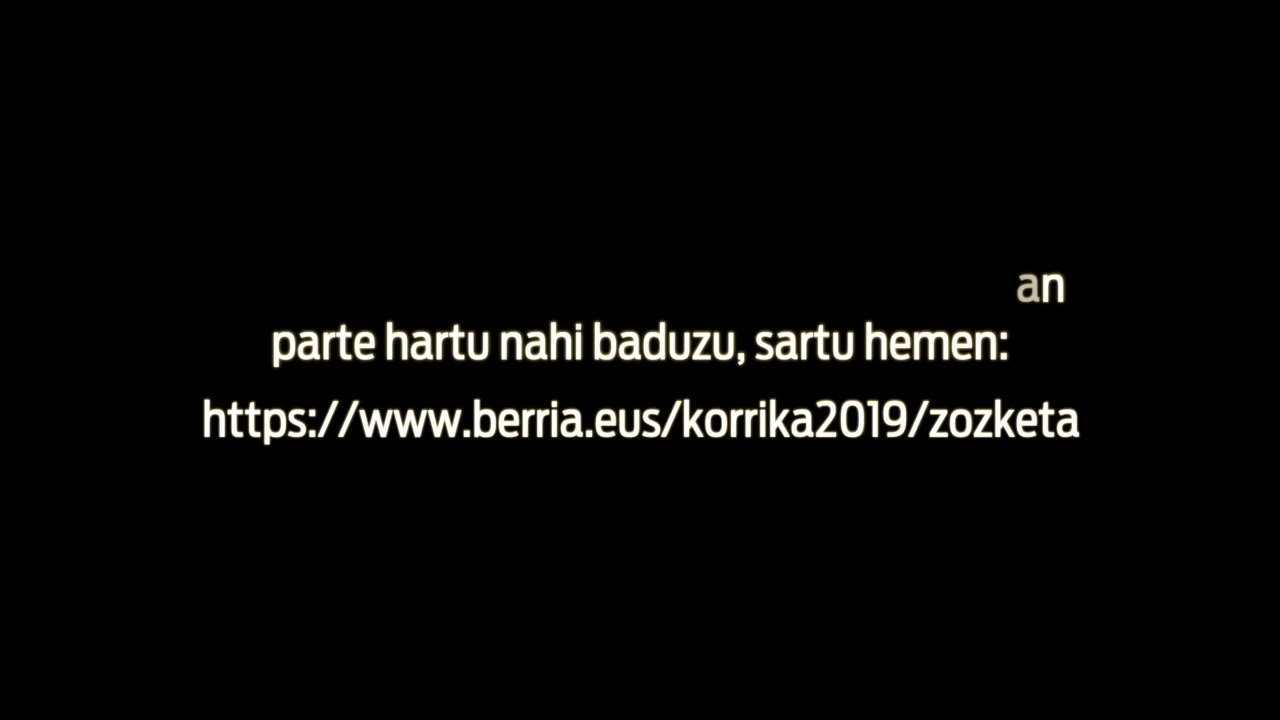 an
parte hartu nahi baduzu, sartu hemen:
https://www.berria.eus/korrika2019/zozketa